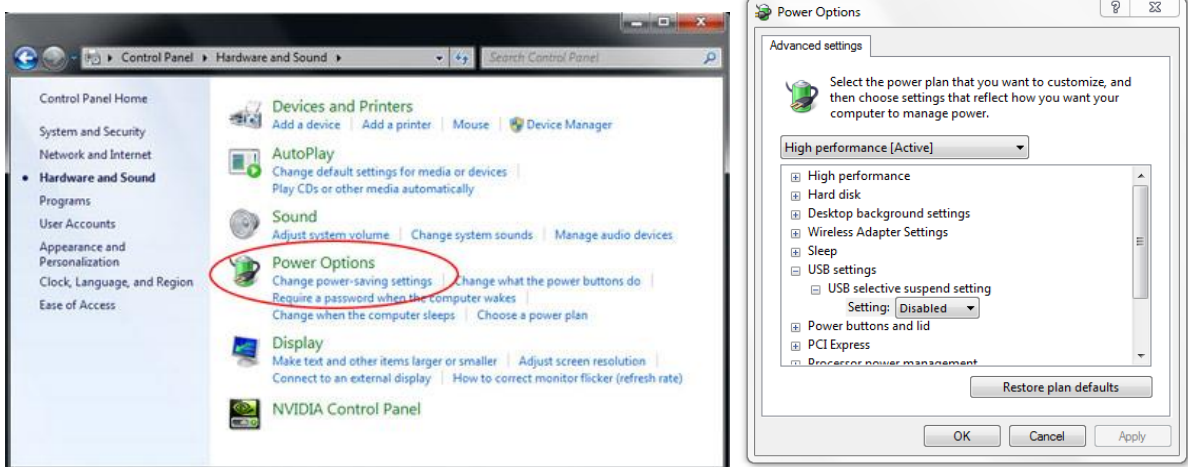 Control Panel ▸ Hardware and Sound ▸
Search Control Panel
Control Panel Home
System and Security
Network and Internet
Hardware and Sound
Programs
User Accounts
Appearance and
Personalization
Clock, Language, and Region
Ease of Access
Devices and Printers
Add a device | Add a printer | Mouse | Device Manager
AutoPlay
Change default settings for media or devices |
Play CDs or other media automatically
Sound
Adjust system volume | Change system sounds | Manage audio devices
Power Options
Change power-saving settings | Change what the power buttons do |
Require a password when the computer wakes |
Change when the computer sleeps | Choose a power plan
Display
Make text and other items larger or smaller | Adjust screen resolution |
Connect to an external display | How to correct monitor flicker (refresh rate)
NVIDIA Control Panel
Power Options
Advanced settings
Select the power plan that you want to customize, and
then choose settings that reflect how you want your
computer to manage power.
High performance [Active]
High performance
Hard disk
Desktop background settings
Wireless Adapter Settings
Sleep
USB settings
USB selective suspend setting
Setting: Disabled
Power buttons and lid
PCI Express
Processor power management
Restore plan defaults
OK Cancel Apply